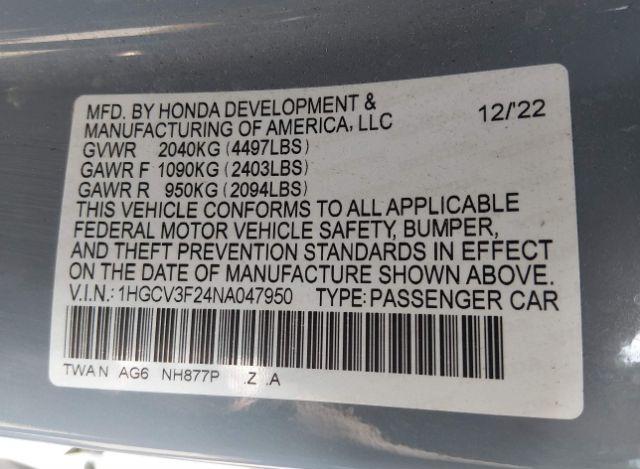 MFD. BY HONDA DEVELOPMENT &
MANUFACTURING OF AMERICA, LLC 12/'22
GVWR 2040KG (4497LBS)
GAWR F 1090KG (2403LBS)
GAWR R 950KG (2094LBS)
THIS VEHICLE CONFORMS TO ALL APPLICABLE
FEDERAL MOTOR VEHICLE SAFETY, BUMPER,
AND THEFT PREVENTION STANDARDS IN EFFECT
ON THE DATE OF MANUFACTURE SHOWN ABOVE.
V.I.N.: 1HGCV3F24NA047950 TYPE: PASSENGER CAR
TWAN AG6 NH877P .Z .A